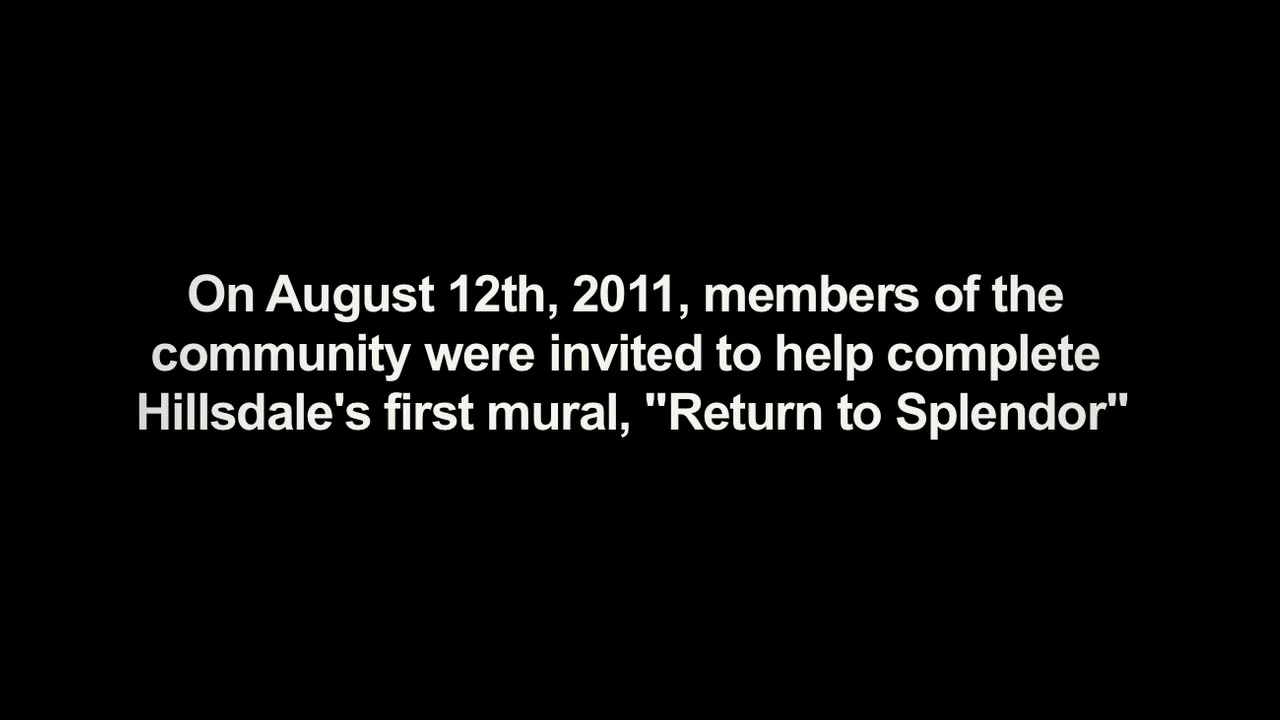 On August 12th, 2011, members of the
community were invited to help complete
Hillsdale's first mural, "Return to Splendor"